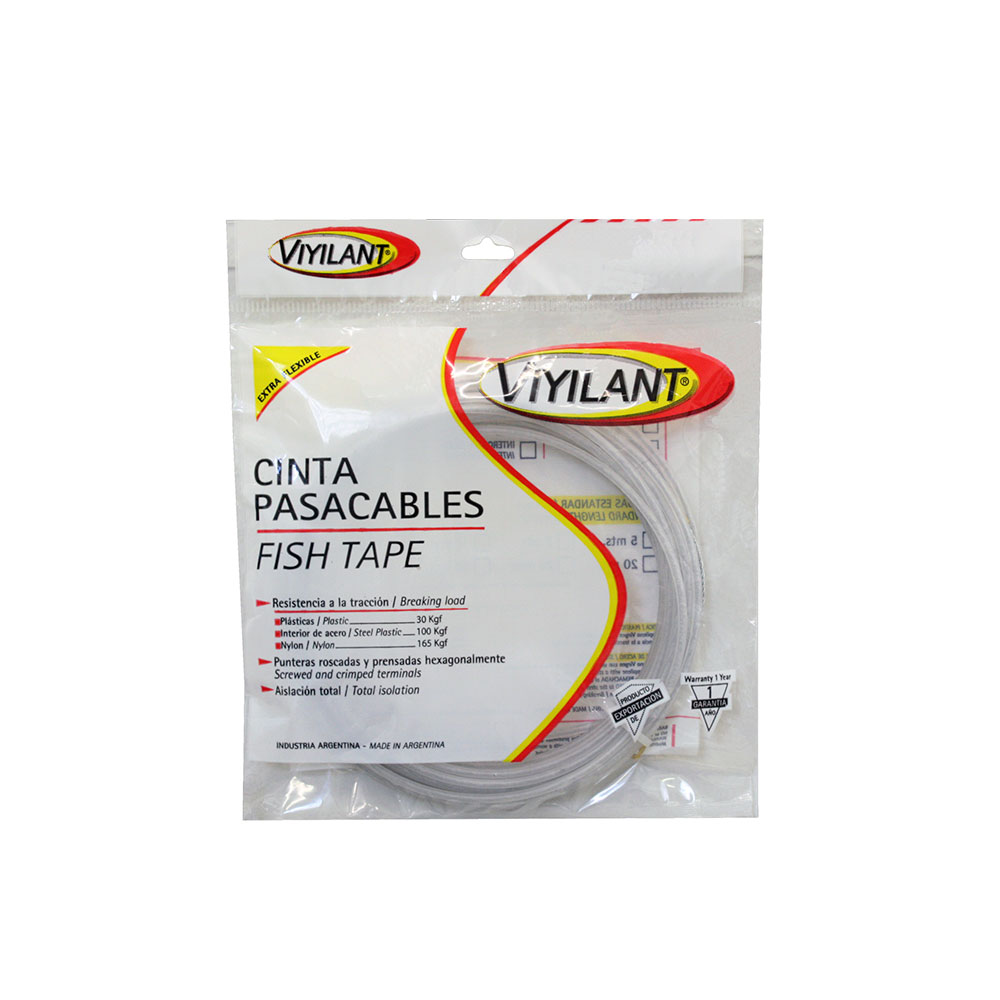 VIYILANT®
EXTRA FLEXIBLE
VIYILANT®
CINTA
PASACABLES
FISH TAPE
Resistencia a la tracción / Breaking load
Plásticas / Plastic 30 Kgf
Interior de acero / Steel Plastic 100 Kgf
Nylon / Nylon 165 Kgf
Punteras roscadas y prensadas hexagonalmente
Screwed and crimped terminals
Aislación total / Total isolation
INDUSTRIA ARGENTINA - MADE IN ARGENTINA
PRODUCTO
DE
EXPORTACION
Warranty 1 Year
1
GARANTIA
AÑO
5 mts.
20